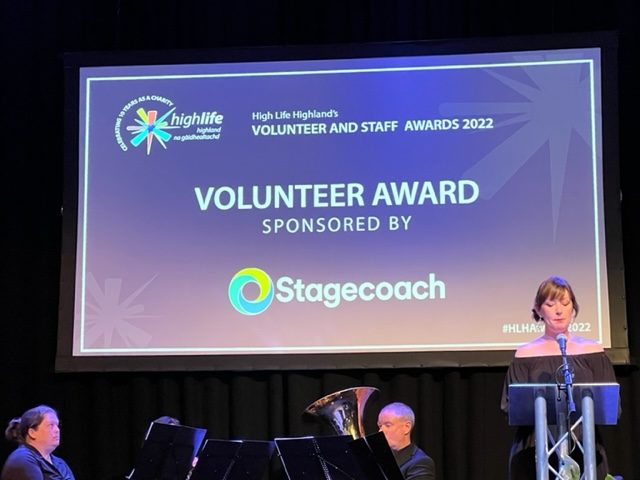 CELEBRATING 10 YEARS AS A CHARITY
highlife
highland
na gàidhealtachd
High Life Highland's
VOLUNTEER AND STAFF AWARDS 2022
VOLUNTEER AWARD
SPONSORED BY
Stagecoach